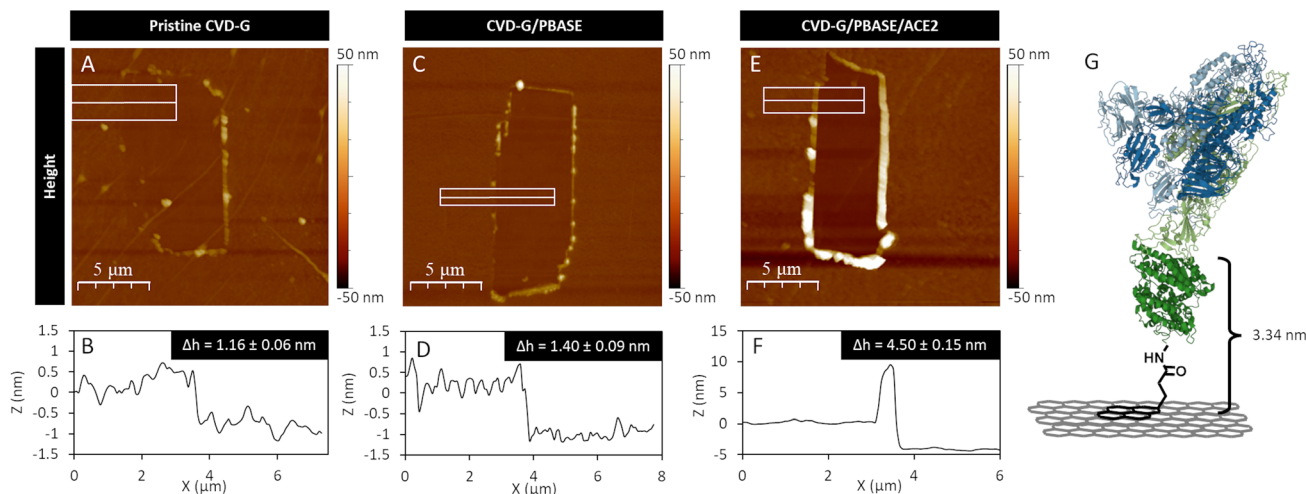 Pristine CVD-G
CVD-G/PBASE
CVD-G/PBASE/ACE2
Height
A
50 nm
-50 nm
5 µm
C
50 nm
-50 nm
5 µm
E
50 nm
-50 nm
5 µm
G
3.34 nm
HN
O
B
Δh = 1.16 ± 0.06 nm
Z (nm)
1.5
1
0.5
0
-0.5
-1
-1.5
0 2 4 6
X (µm)
D
Δh = 1.40 ± 0.09 nm
Z (nm)
1.5
1
0.5
0
-0.5
-1
1.5
0 2 4 6 8
X (µm)
F
Δh = 4.50 ± 0.15 nm
Z (nm)
15
10
5
0
-5
0 2 4 6
X (µm)